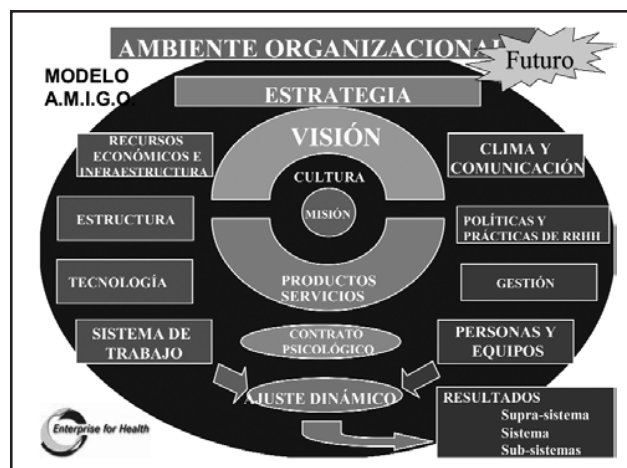 AMBIENTE ORGANIZACIONAL
Futuro
MODELO
A.M.I.G.O.
ESTRATEGIA
VISIÓN
RECURSOS
ECONÓMICOS E
INFRAESTRUCTURA
CULTURA
CLIMA Y
COMUNICACIÓN
MISIÓN
ESTRUCTURA
POLÍTICAS Y
PRÁCTICAS DE RRHH
TECNOLOGÍA
PRODUCTOS
SERVICIOS
GESTIÓN
SISTEMA DE
TRABAJO
CONTRATO
PSICOLÓGICO
PERSONAS Y
EQUIPOS
AJUSTE DINÁMICO
RESULTADOS
Supra-sistema
Sistema
Sub-sistemas
Enterprise for Health